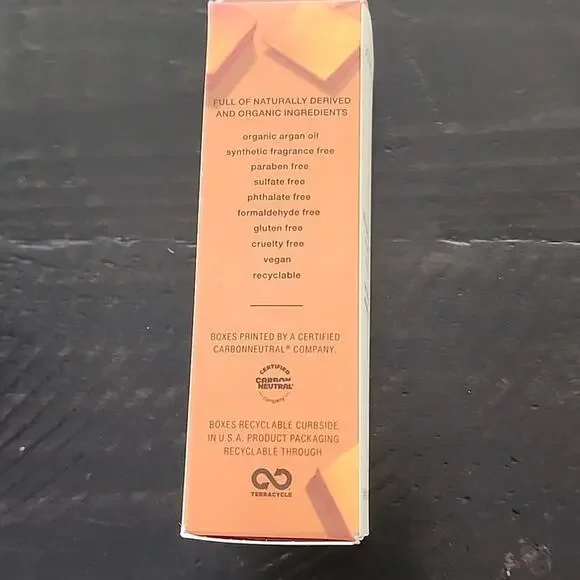 FULL OF NATURALLY DERIVED
AND ORGANIC INGREDIENTS
organic argan oil
synthetic fragrance free
paraben free
sulfate free
phthalate free
formaldehyde free
gluten free
cruelty free
vegan
recyclable
BOXES PRINTED BY A CERTIFIED
CARBONNEUTRAL® COMPANY.
CERTIFIED
CARBON
NEUTRAL
company
BOXES RECYCLABLE CURBSIDE
IN U.S.A. PRODUCT PACKAGING
RECYCLABLE THROUGH
TERRACYCLE